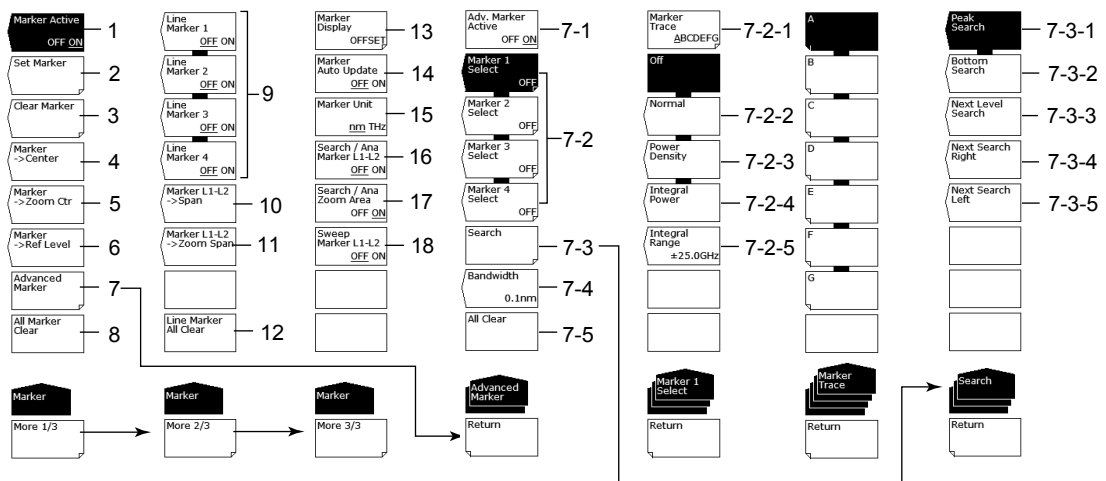 Marker Active
OFF ON
1
Set Marker
2
Clear Marker
3
Marker
->Center
4
Marker
->Zoom Ctr
5
Marker
->Ref Level
6
Advanced
Marker
7
All Marker
Clear
8
Marker
More 1/3
Line
Marker 1
OFF ON
Line
Marker 2
OFF ON
Line
Marker 3
OFF ON
Line
Marker 4
OFF ON
9
Marker L1-L2
->Span
10
Marker L1-L2
->Zoom Span
11
Line Marker
All Clear
12
Marker
More 2/3
Marker
Display
OFFSET
13
Marker
Auto Update
OFF ON
14
Marker Unit
nm THz
15
Search / Ana
Marker L1-L2
OFF ON
16
Search / Ana
Zoom Area
OFF ON
17
Sweep
Marker L1-L2
OFF ON
18
Marker
More 3/3
Adv. Marker
Active
OFF ON
7-1
Marker 1
Select
OFF
Marker 2
Select
OFF
Marker 3
Select
OFF
Marker 4
Select
OFF
7-2
Search
7-3
Bandwidth
0.1nm
7-4
All Clear
7-5
Advanced
Marker
Return
Marker
Trace
ABCDEFG
7-2-1
Off
Normal
7-2-2
Power
Density
7-2-3
Integral
Power
7-2-4
Integral
Range
±25.0GHz
7-2-5
Marker 1
Select
Return
A
B
C
D
E
F
G
Marker
Trace
Return
Peak
Search
7-3-1
Bottom
Search
7-3-2
Next Level
Search
7-3-3
Next Search
Right
7-3-4
Next Search
Left
7-3-5
Search
Return